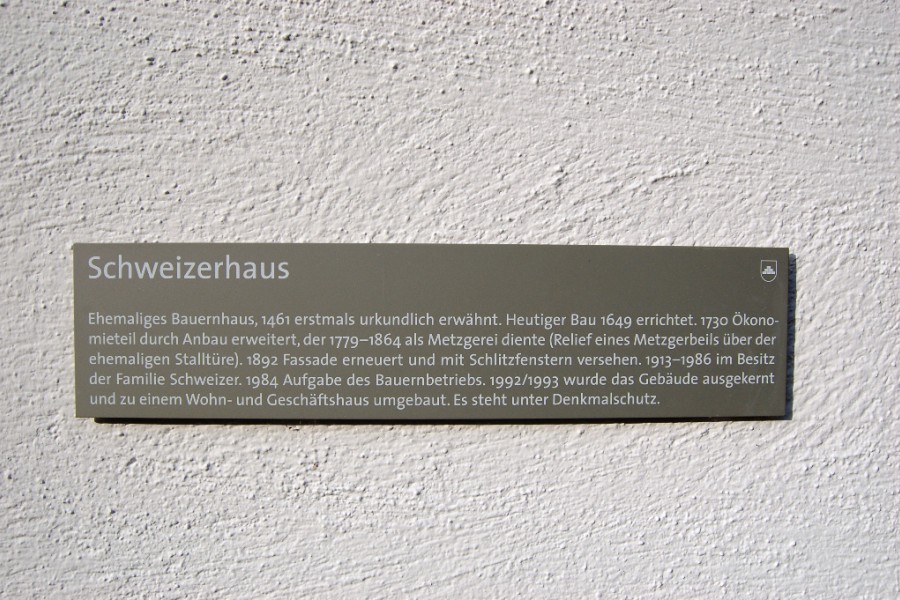 Schweizerhaus
Ehemaliges Bauernhaus, 1461 erstmals urkundlich erwähnt. Heutiger Bau 1649 errichtet. 1730 Ökono-
mieteil durch Anbau erweitert, der 1779–1864 als Metzgerei diente (Relief eines Metzgerbeils über der
ehemaligen Stalltüre). 1892 Fassade erneuert und mit Schlitzfenstern versehen. 1913–1986 im Besitz
der Familie Schweizer. 1984 Aufgabe des Bauernbetriebs. 1992/1993 wurde das Gebäude ausgekernt
und zu einem Wohn- und Geschäftshaus umgebaut. Es steht unter Denkmalschutz.